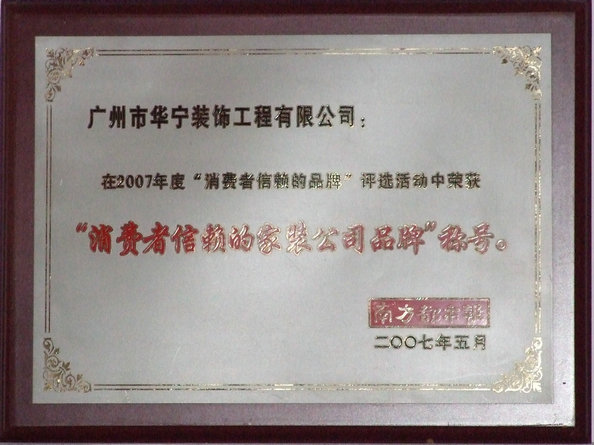 广州市华宁装饰工程有限公司：
在2007年度“消费者信赖的品牌”评选活动中荣获
“消费者信赖的家装公司品牌”称号。
南方都市报
二〇〇七年五月